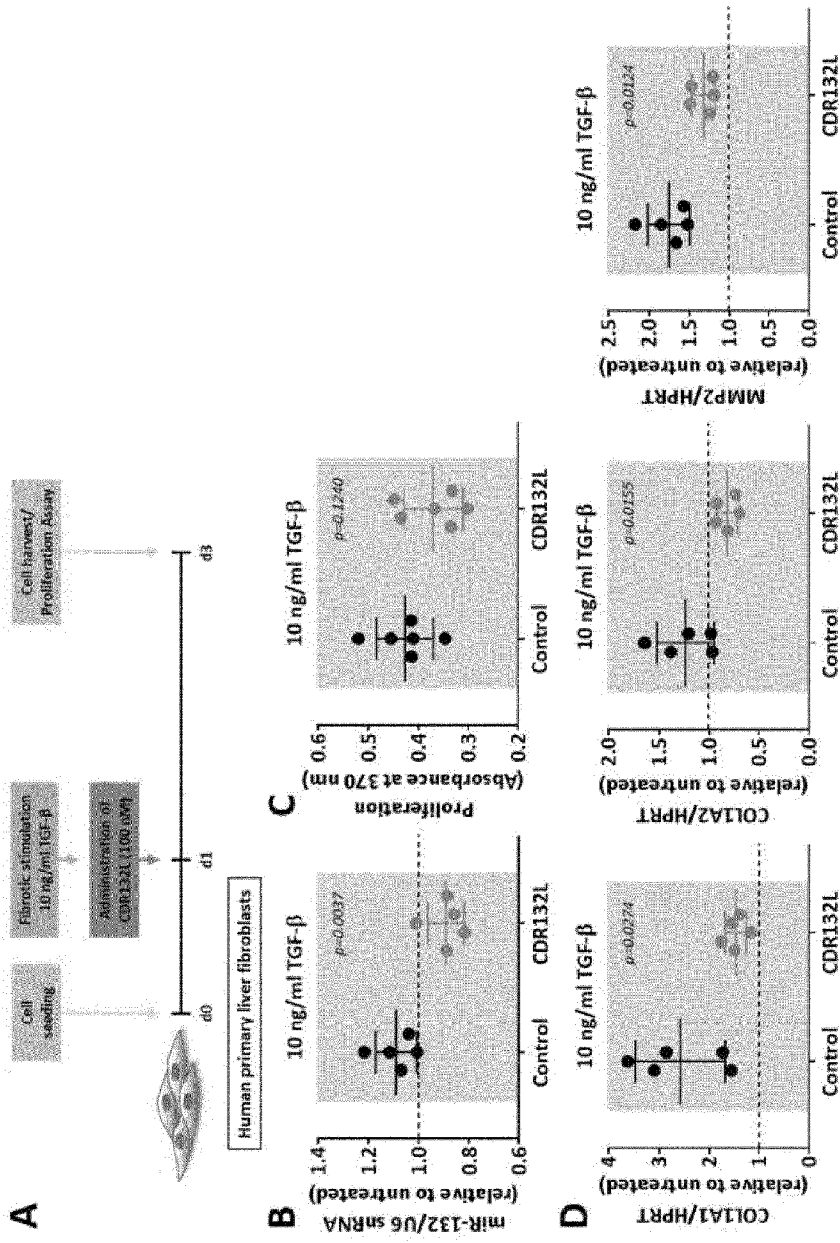 A
Cell
seeding
Fibrotic stimulation
10 ng/ml TGF-β
Administration of
CDR132L (100 nM)
Cell harvest/
Proliferation Assay
d0
d1
d3
Human primary liver fibroblasts
B
miR-132/U6 snRNA
(relative to untreated)
1.4
1.2
1.0
0.8
0.6
10 ng/ml TGF-β
p=0.0037
Control
CDR132L
C
Proliferation
(Absorbance at 370 nm)
0.6
0.5
0.4
0.3
0.2
10 ng/ml TGF-β
p=0.1240
Control
CDR132L
D
COL1A1/HPRT
(relative to untreated)
4
3
2
1
0
10 ng/ml TGF-β
p=0.0274
Control
CDR132L
COL1A2/HPRT
(relative to untreated)
2.0
1.5
1.0
0.5
0.0
10 ng/ml TGF-β
p=0.0155
Control
CDR132L
MMP2/HPRT
(relative to untreated)
2.5
2.0
1.5
1.0
0.5
0.0
10 ng/ml TGF-β
p=0.0124
Control
CDR132L